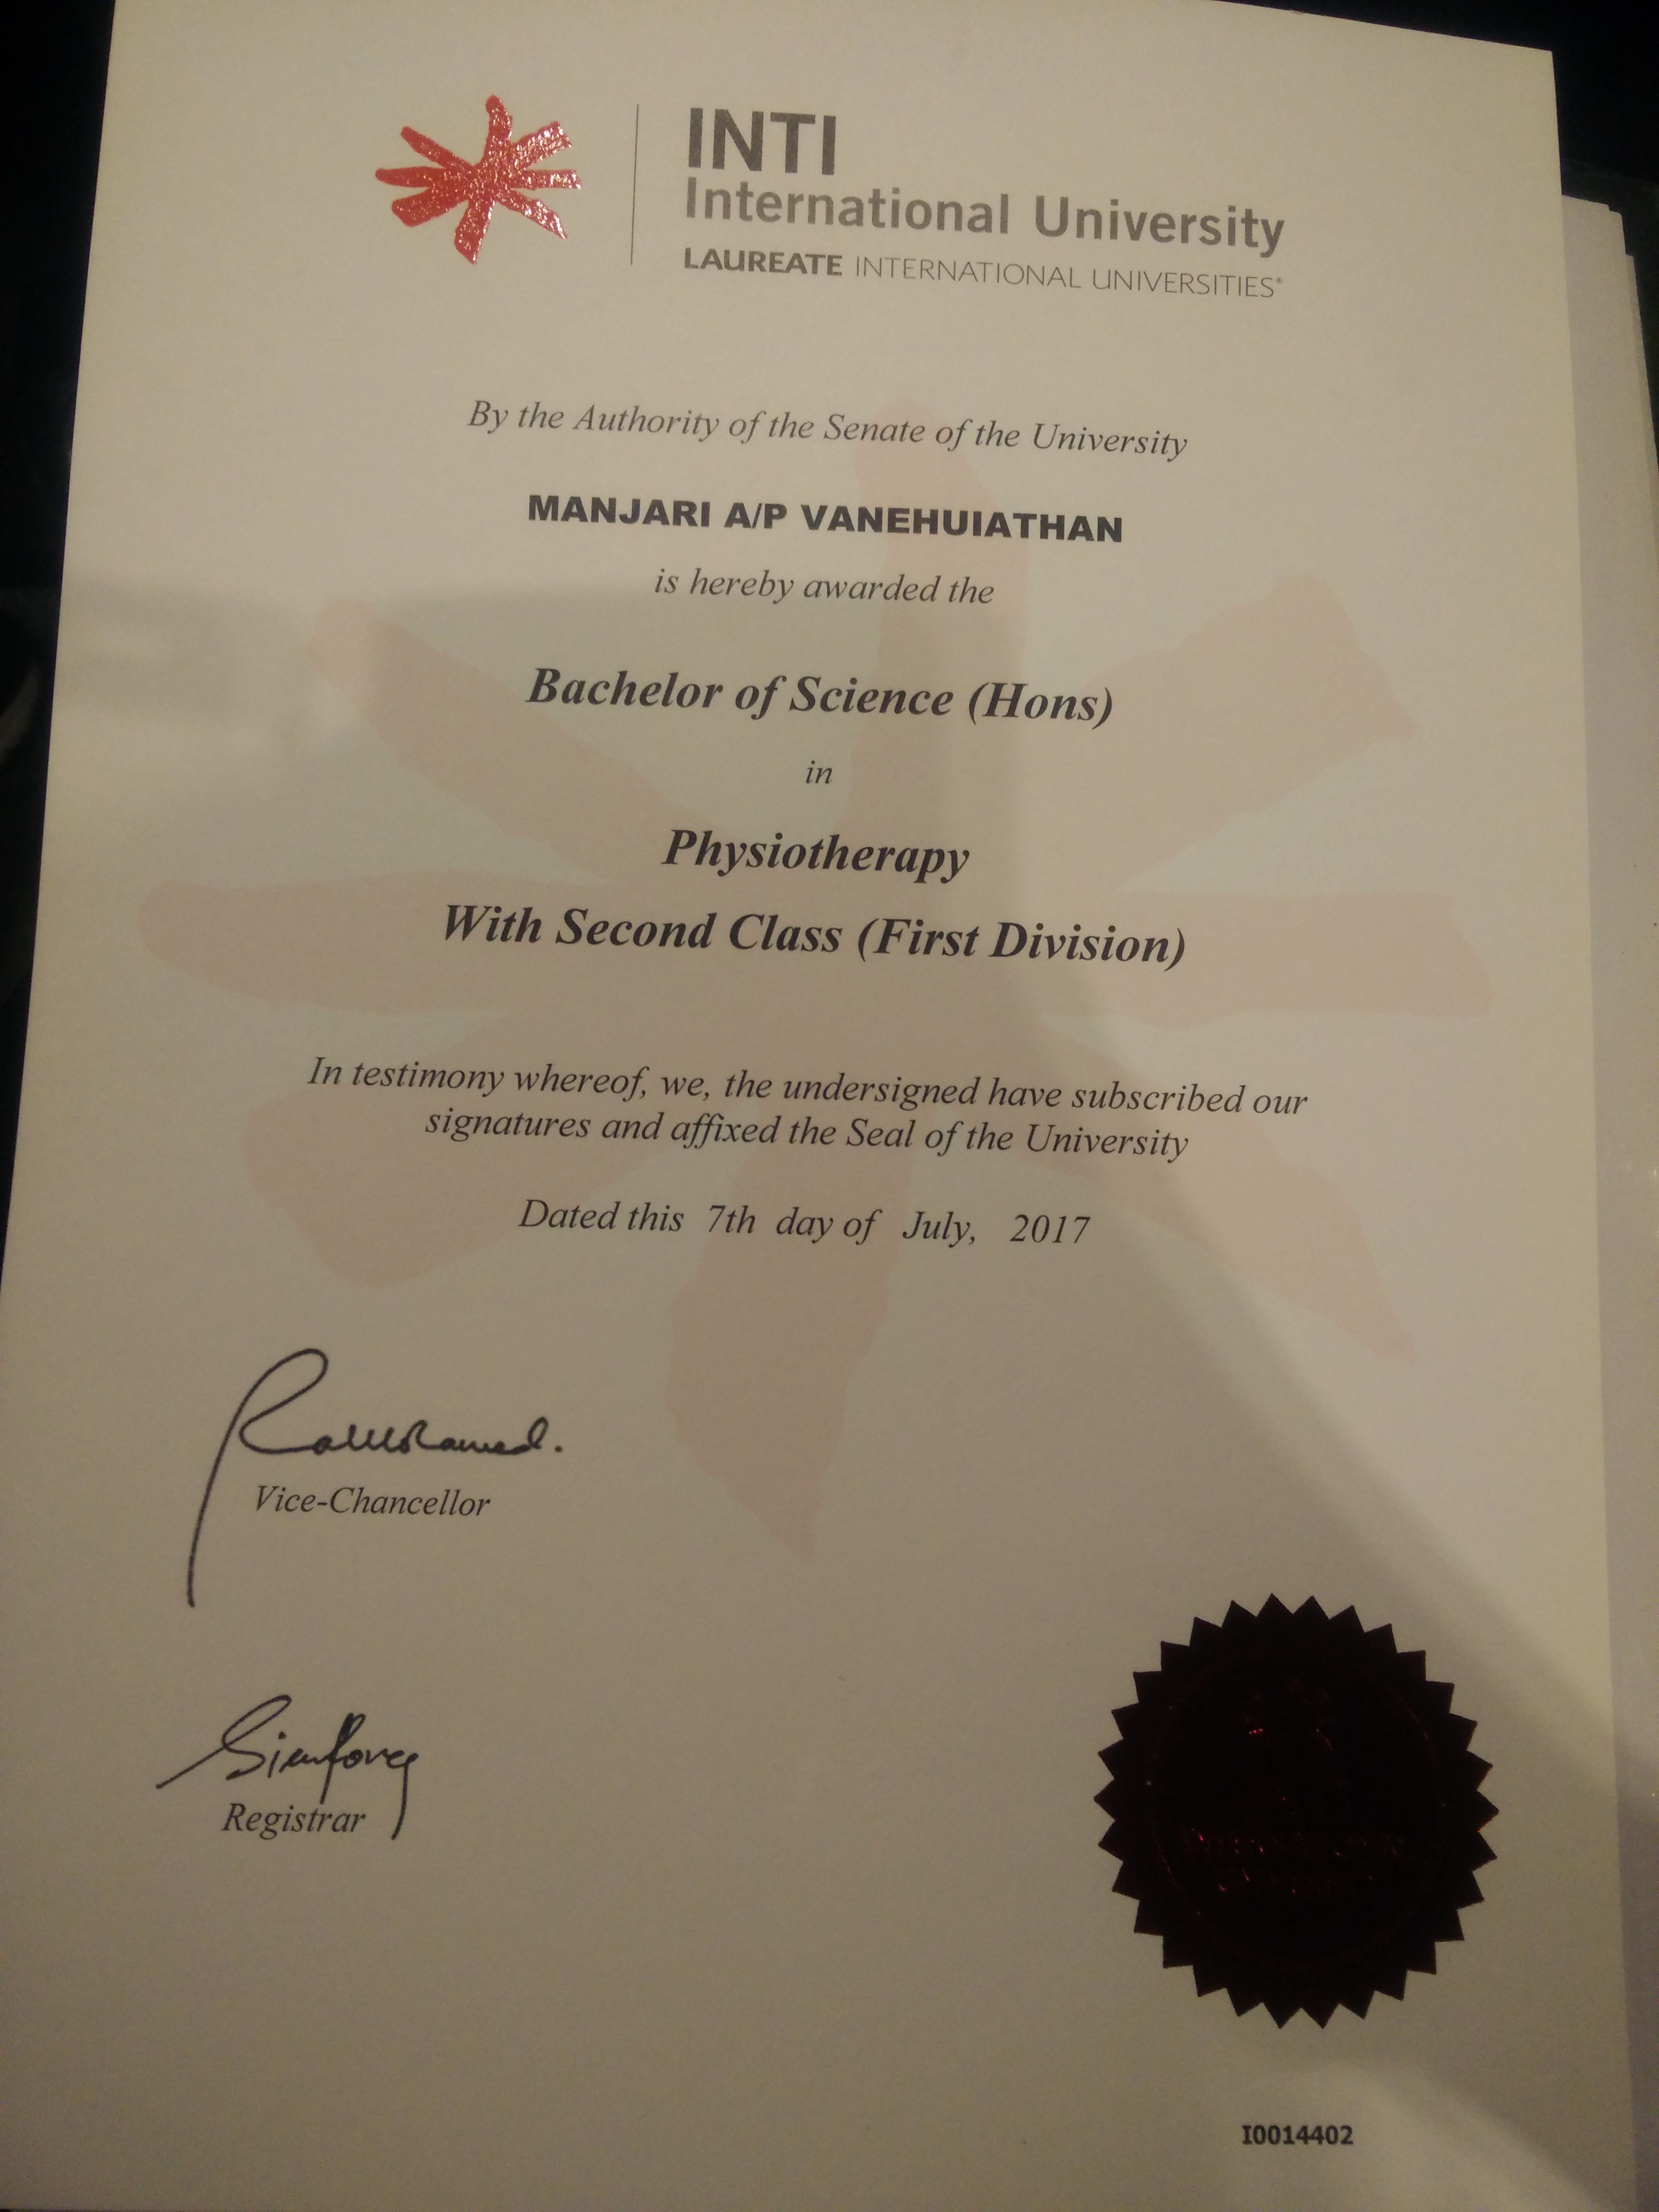 INTI
International University
LAUREATE INTERNATIONAL UNIVERSITIES®
By the Authority of the Senate of the University
MANJARI A/P VANEHUIATHAN
is hereby awarded the
Bachelor of Science (Hons)
in
Physiotherapy
With Second Class (First Division)
In testimony whereof, we, the undersigned have subscribed our
signatures and affixed the Seal of the University
Dated this 7th day of July, 2017
Vice-Chancellor
Registrar
I0014402